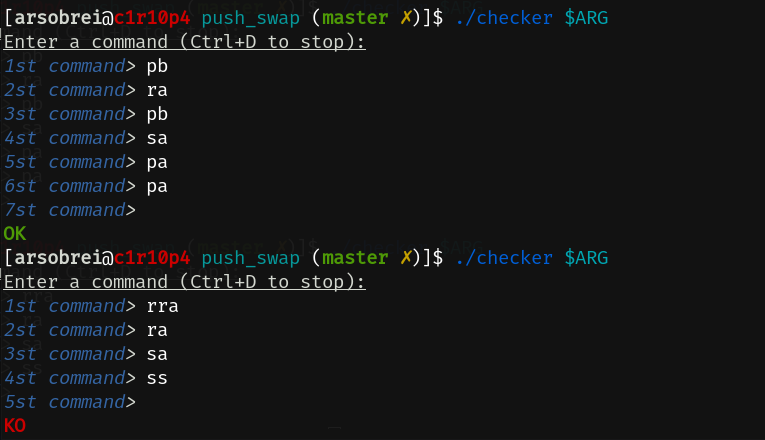 [arsobrei@c1r10p4 push_swap (master ✗)]$ ./checker $ARG
Enter a command (Ctrl+D to stop):
1st command> pb
2st command> ra
3st command> pb
4st command> sa
5st command> pa
6st command> pa
7st command>
OK
[arsobrei@c1r10p4 push_swap (master ✗)]$ ./checker $ARG
Enter a command (Ctrl+D to stop):
1st command> rra
2st command> ra
3st command> sa
4st command> ss
5st command>
KO